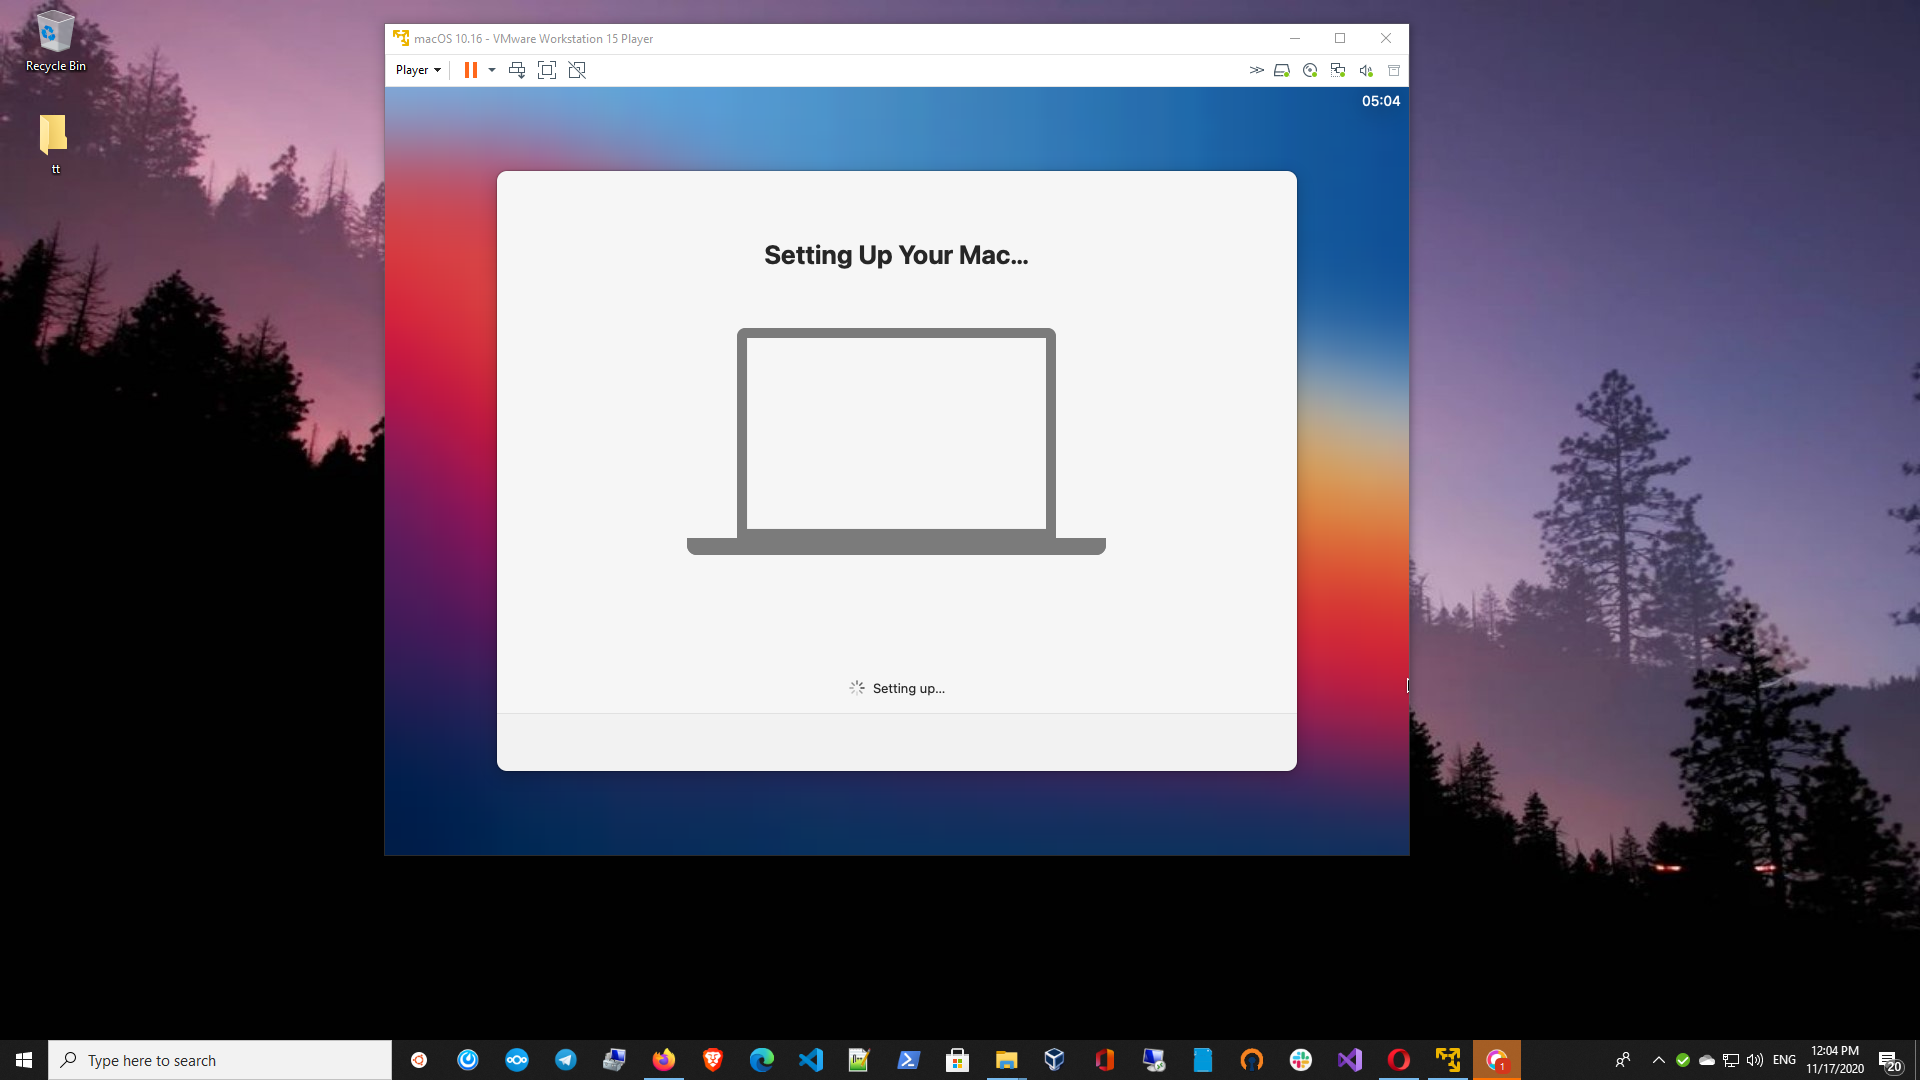 Recycle Bin
tt
macOS 10.16 - VMware Workstation 15 Player
Player
05:04
Setting Up Your Mac...
Setting up...
Type here to search
1
ENG
12:04 PM
11/17/2020
20